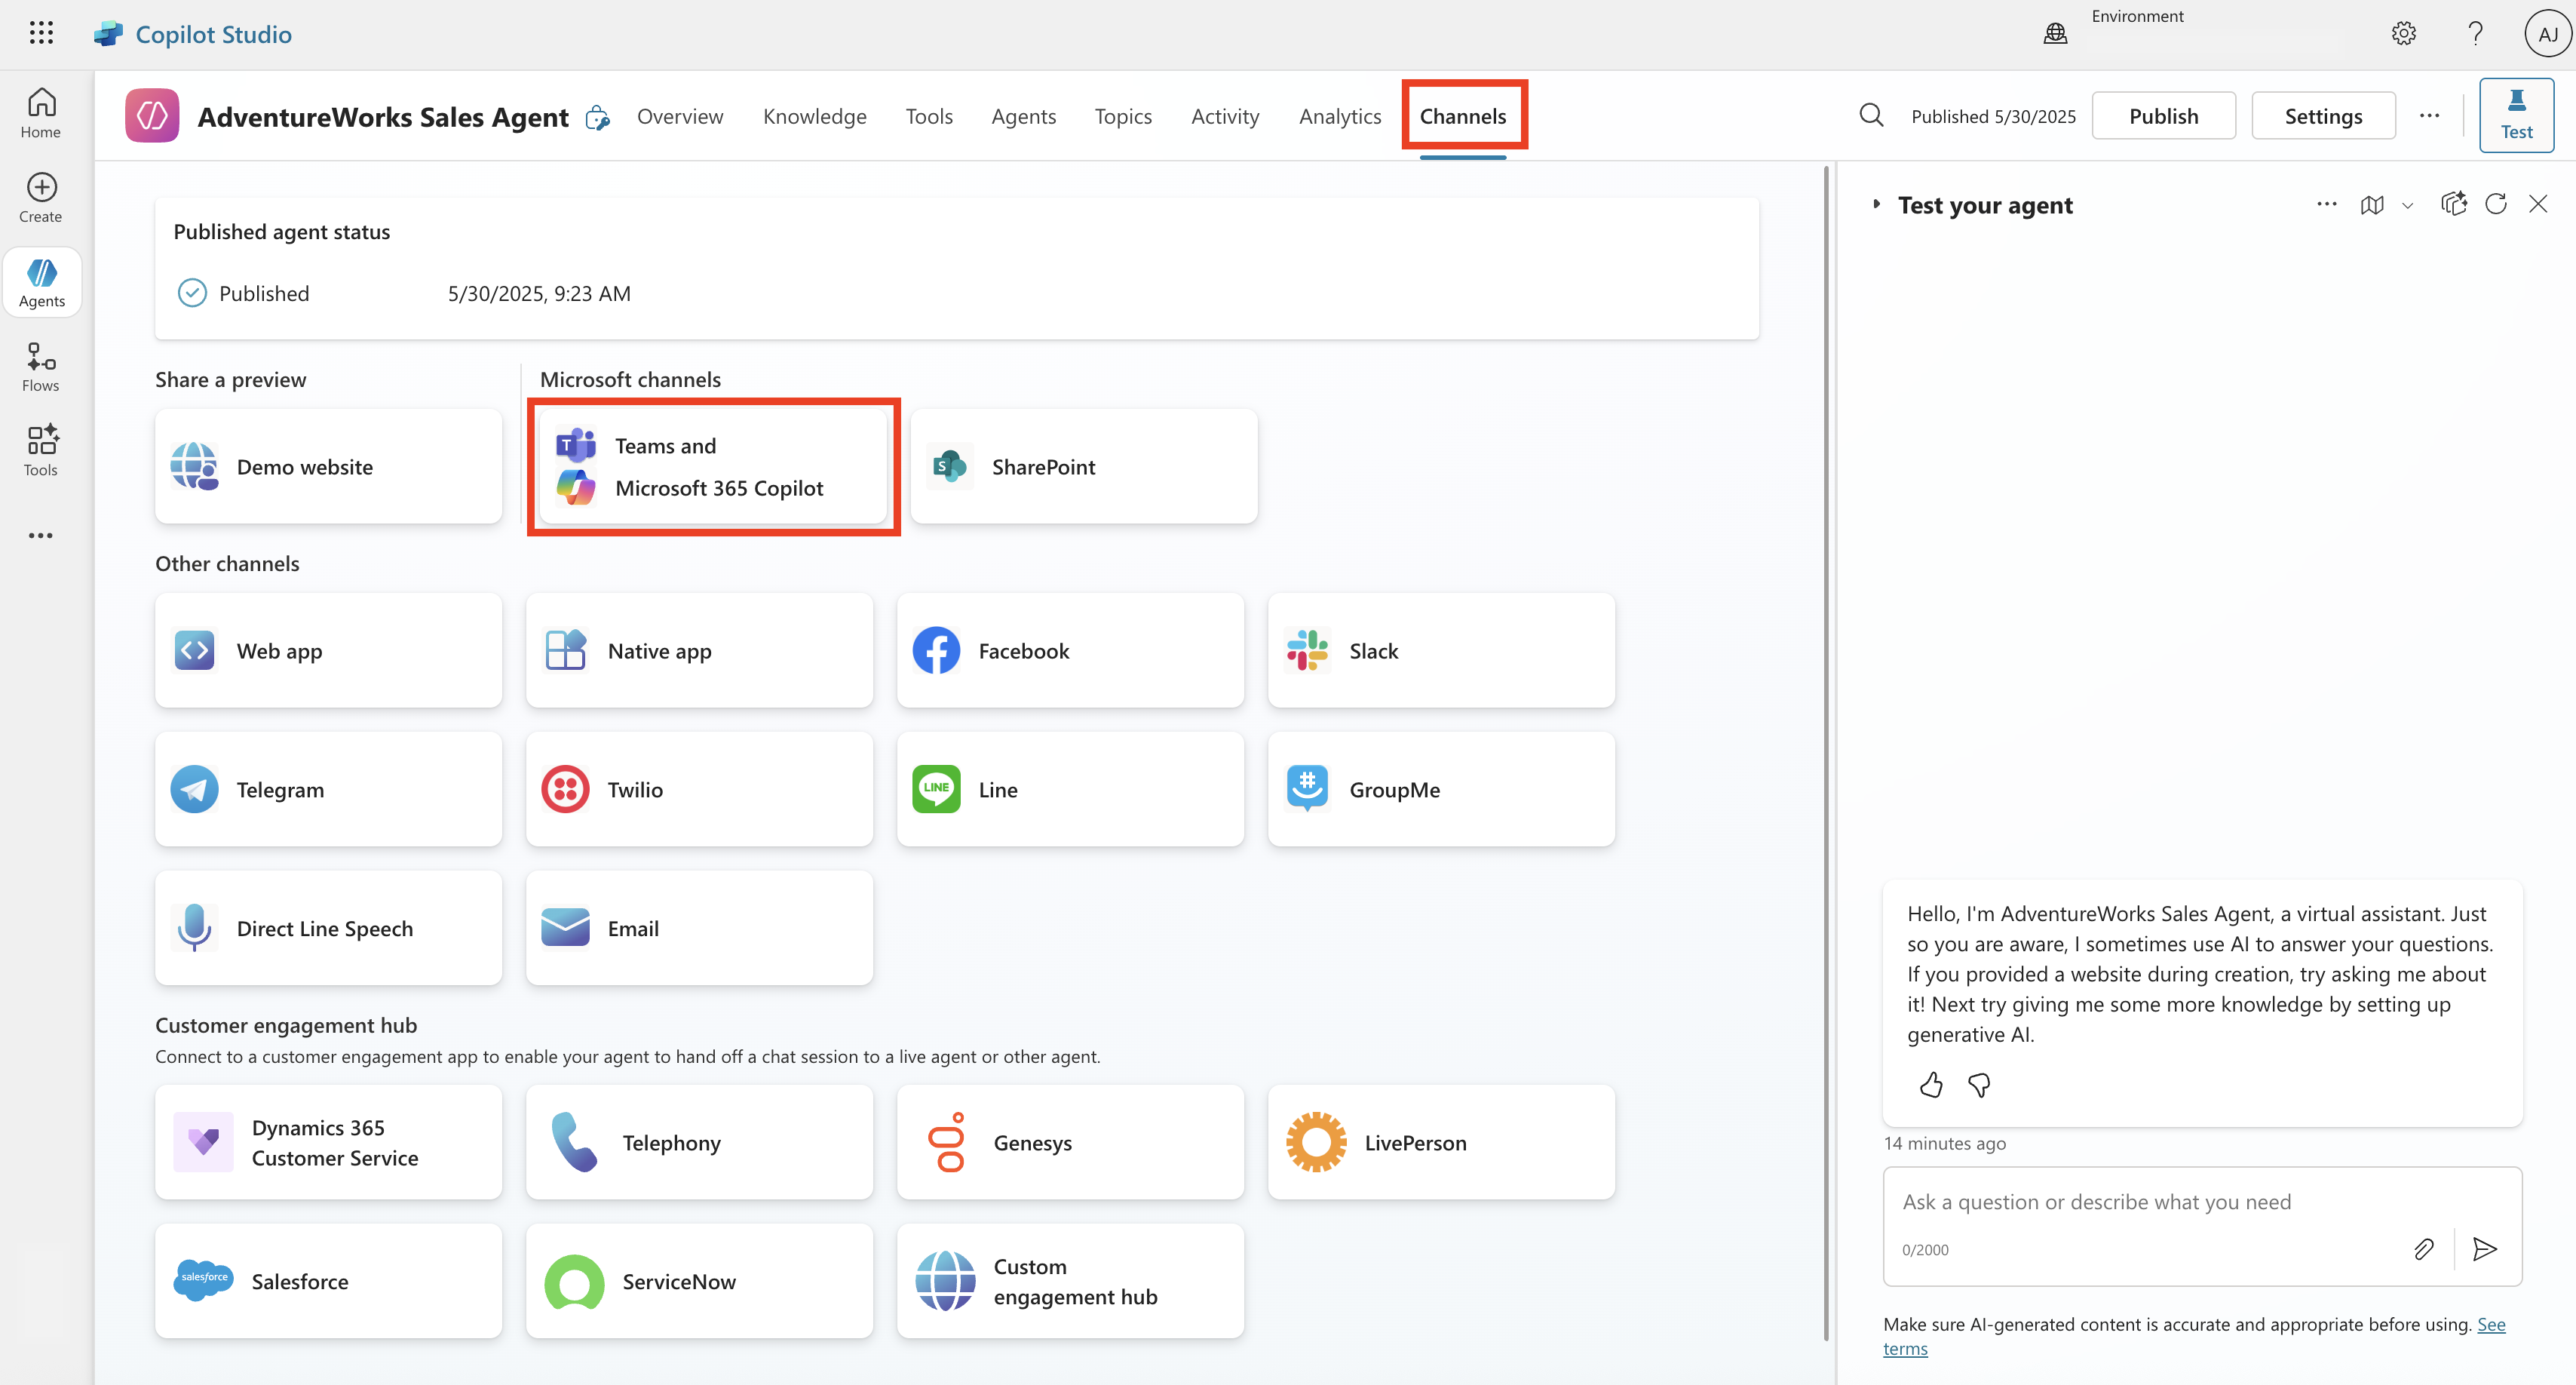 Copilot Studio
Environment
AJ
Home
Create
Agents
Flows
Tools
AdventureWorks Sales Agent
Overview
Knowledge
Tools
Agents
Topics
Activity
Analytics
Channels
Published 5/30/2025
Publish
Settings
Test
Published agent status
Published
5/30/2025, 9:23 AM
Share a preview
Microsoft channels
Demo website
T
Teams and
Microsoft 365 Copilot
S
SharePoint
Other channels
Web app
Native app
Facebook
Slack
Telegram
Twilio
LINE
Line
GroupMe
Direct Line Speech
Email
Customer engagement hub
Connect to a customer engagement app to enable your agent to hand off a chat session to a live agent or other agent.
Dynamics 365
Customer Service
Telephony
Genesys
LivePerson
salesforce
Salesforce
ServiceNow
Custom
engagement hub
Test your agent
Hello, I'm AdventureWorks Sales Agent, a virtual assistant. Just
so you are aware, I sometimes use AI to answer your questions.
If you provided a website during creation, try asking me about
it! Next try giving me some more knowledge by setting up
generative AI.
14 minutes ago
Ask a question or describe what you need
0/2000
Make sure AI-generated content is accurate and appropriate before using. See
terms